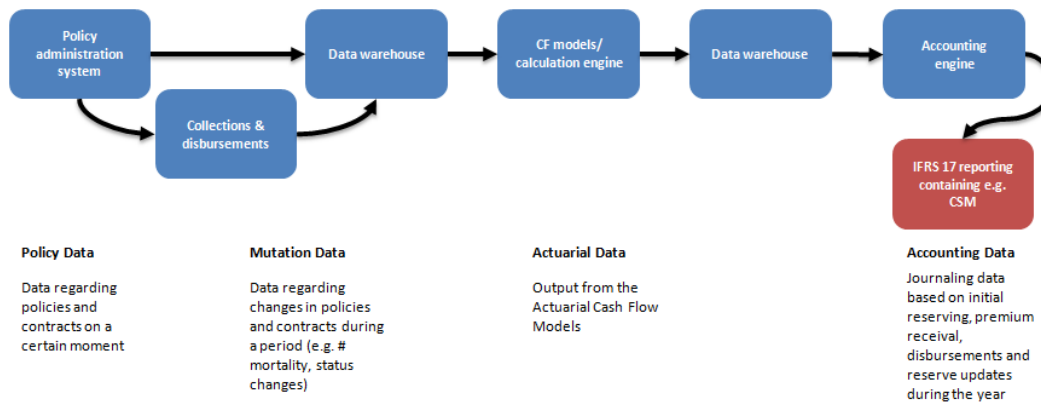 Policy
administration
system
Data warehouse
CF models/
calculation engine
Data warehouse
Accounting
engine
Collections &
disbursements
IFRS 17 reporting
containing e.g.
CSM
Policy Data
Data regarding
policies and
contracts on a
certain moment
Mutation Data
Data regarding
changes in policies
and contracts during
a period (e.g. #
mortality, status
changes)
Actuarial Data
Output from the
Actuarial Cash Flow
Models
Accounting Data
Journaling data
based on initial
reserving, premium
receival,
disbursements and
reserve updates
during the year